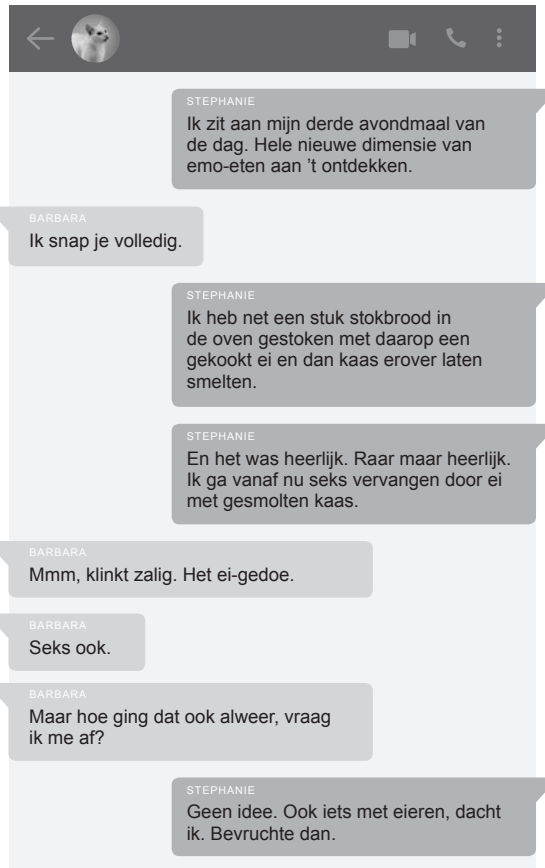 STEPHANIE
Ik zit aan mijn derde avondmaal van
de dag. Hele nieuwe dimensie van
emo-eten aan ’t ontdekken.
BARBARA
Ik snap je volledig.
STEPHANIE
Ik heb net een stuk stokbrood in
de oven gestoken met daarop een
gekookt ei en dan kaas erover laten
smelten.
STEPHANIE
En het was heerlijk. Raar maar heerlijk.
Ik ga vanaf nu seks vervangen door ei
met gesmolten kaas.
BARBARA
Mmm, klinkt zalig. Het ei-gedoe.
BARBARA
Seks ook.
BARBARA
Maar hoe ging dat ook alweer, vraag
ik me af?
STEPHANIE
Geen idee. Ook iets met eieren, dacht
ik. Bevruchte dan.